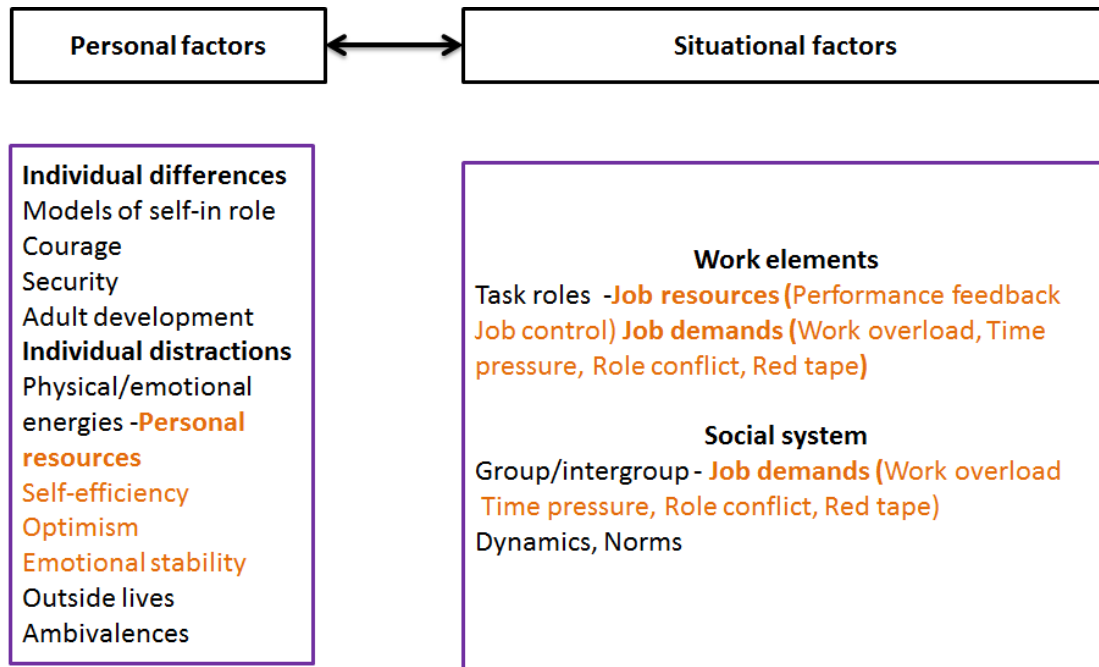 Personal factors
Situational factors
Individual differences
Models of self-in role
Courage
Security
Adult development
Individual distractions
Physical/emotional
energies -Personal
resources
Self-efficiency
Optimism
Emotional stability
Outside lives
Ambivalences
Work elements
Task roles -Job resources (Performance feedback
Job control) Job demands (Work overload, Time
pressure, Role conflict, Red tape)
Social system
Group/intergroup - Job demands (Work overload
Time pressure, Role conflict, Red tape)
Dynamics, Norms